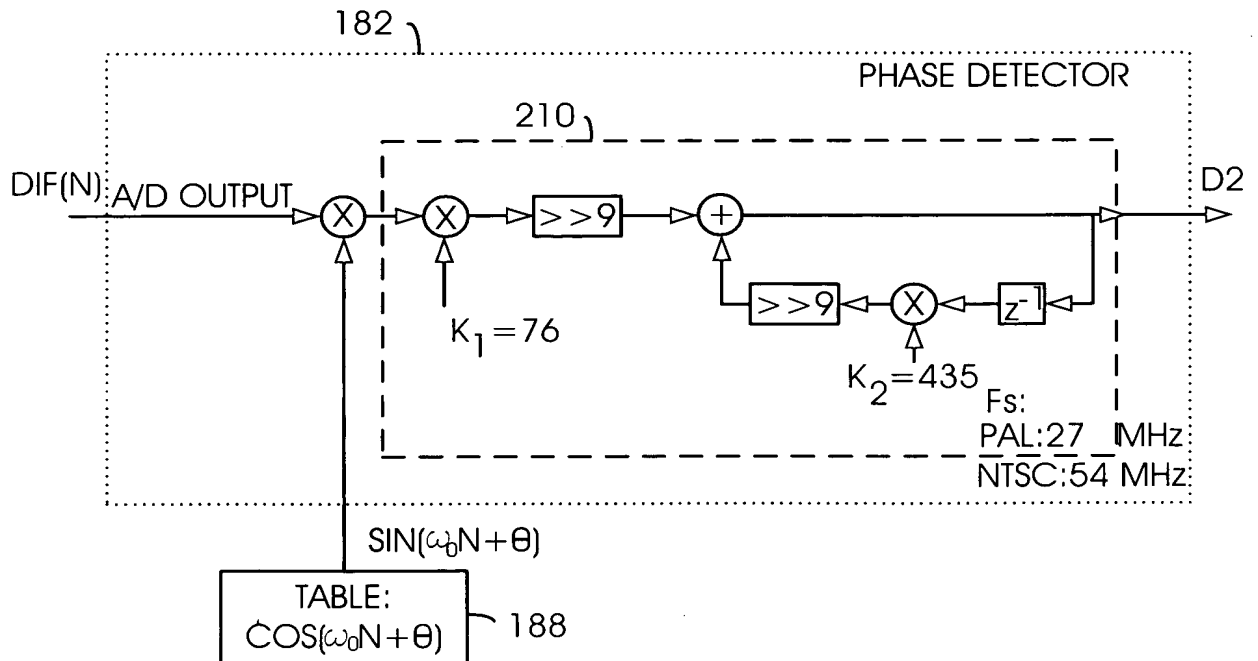 182
PHASE DETECTOR
210
DIF(N)
A/D OUTPUT
D2
X
X
>>9
+
>>9
X
z⁻¹
K₁=76
K₂=435
Fs:
PAL:27 MHz
NTSC:54 MHz
SIN(ω₀N+θ)
TABLE:
COS(ω₀N+θ)
188